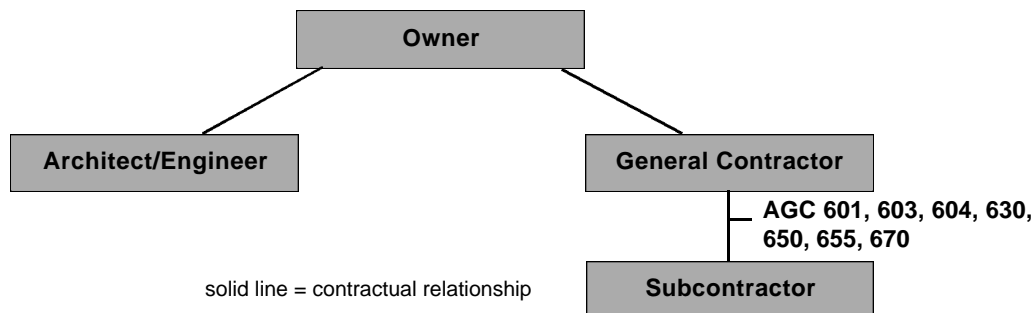 Owner
Architect/Engineer
General Contractor
AGC 601, 603, 604, 630,
650, 655, 670
solid line = contractual relationship
Subcontractor